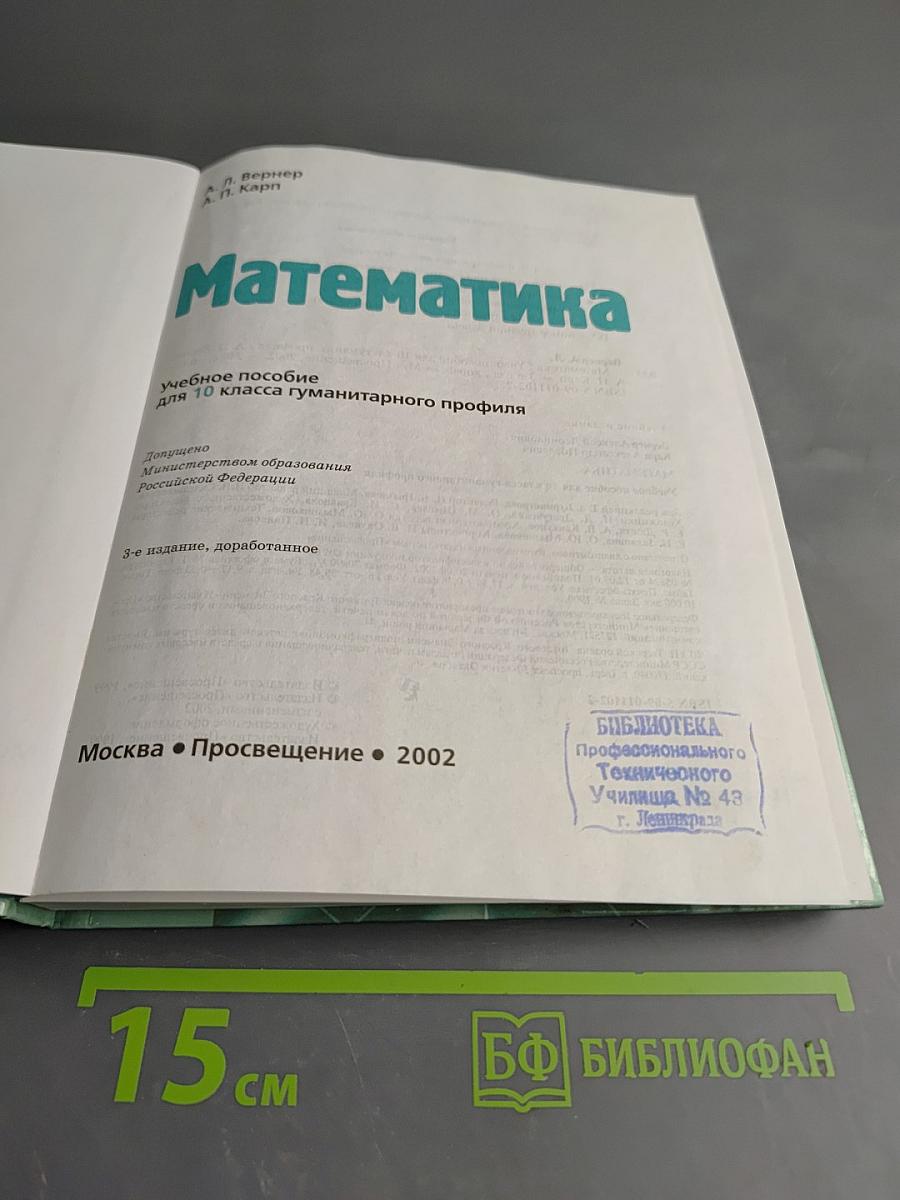 А. Л. Вернер
А. П. Карп
Математика
Учебное пособие
для 10 класса гуманитарного профиля
Допущено
Министерством образования
Российской Федерации
3-е издание, доработанное
Москва • Просвещение • 2002
БИБЛИОТЕКА
Профессионального
Технического
Училища № 43
г. Ленинграда
15 см
БФ БИБЛИОФАН